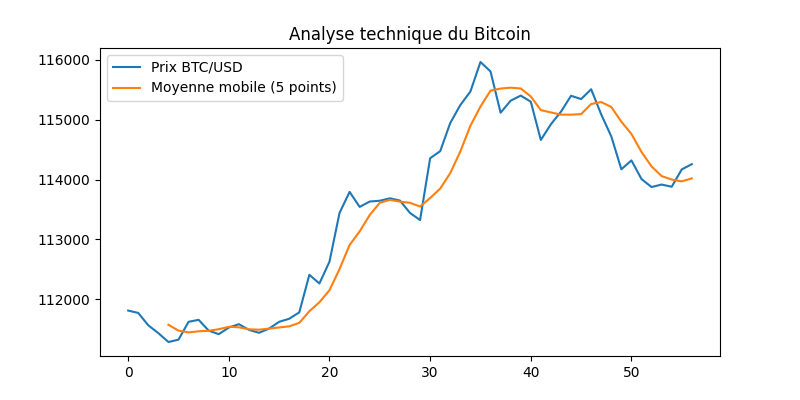 Analyse technique du Bitcoin
Prix BTC/USD
Moyenne mobile (5 points)
116000
115000
114000
113000
112000
0 10 20 30 40 50